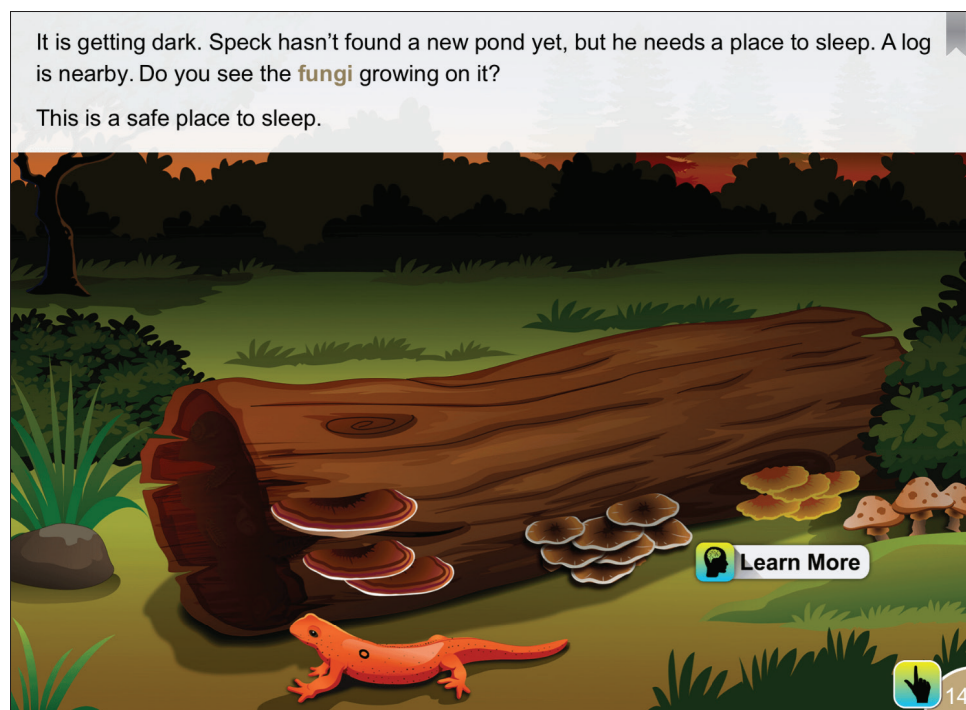 It is getting dark. Speck hasn’t found a new pond yet, but he needs a place to sleep. A log
is nearby. Do you see the fungi growing on it?
This is a safe place to sleep.
Learn More
14